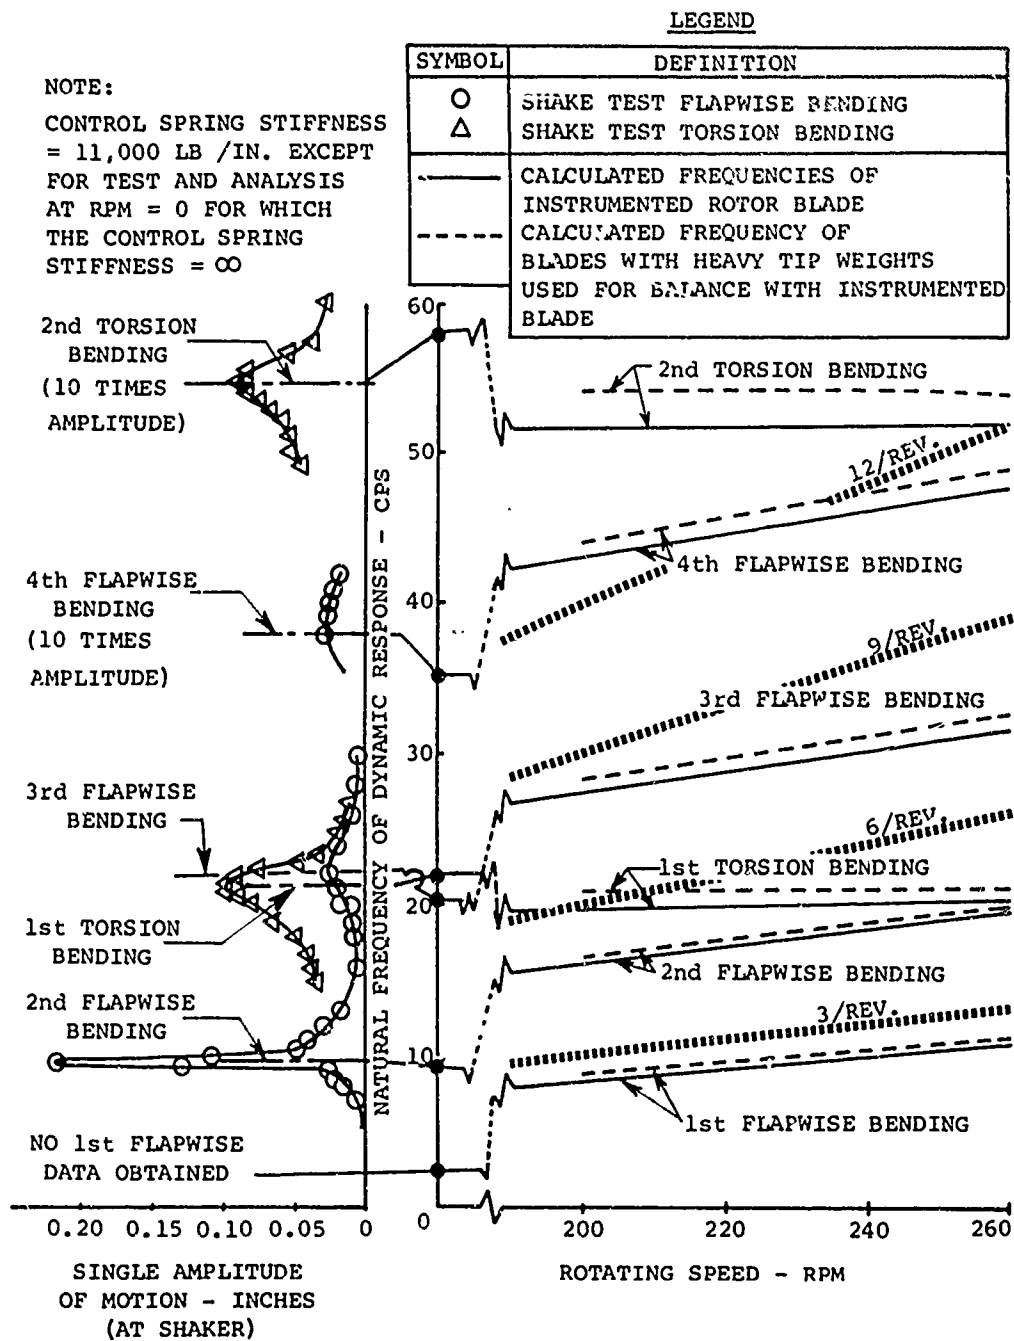 LEGEND
SYMBOL DEFINITION
SHAKE TEST FLAPWISE BENDING
SHAKE TEST TORSION BENDING
CALCULATED FREQUENCIES OF
INSTRUMENTED ROTOR BLADE
CALCULATED FREQUENCY OF
BLADES WITH HEAVY TIP WEIGHTS
USED FOR BALANCE WITH INSTRUMENTED
BLADE
NOTE:
CONTROL SPRING STIFFNESS
= 11,000 LB /IN. EXCEPT
FOR TEST AND ANALYSIS
AT RPM = 0 FOR WHICH
THE CONTROL SPRING
STIFFNESS = ∞
2nd TORSION
BENDING
(10 TIMES
AMPLITUDE)
4th FLAPWISE
BENDING
(10 TIMES
AMPLITUDE)
3rd FLAPWISE
BENDING
1st TORSION
BENDING
2nd FLAPWISE
BENDING
NO 1st FLAPWISE
DATA OBTAINED
0.20 0.15 0.10 0.05 0
SINGLE AMPLITUDE
OF MOTION - INCHES
(AT SHAKER)
NATURAL FREQUENCY OF DYNAMIC RESPONSE - CPS
60
50
40
30
20
10
0
2nd TORSION BENDING
12/REV.
4th FLAPWISE BENDING
9/REV.
3rd FLAPWISE BENDING
6/REV.
1st TORSION BENDING
2nd FLAPWISE BENDING
3/REV.
1st FLAPWISE BENDING
200 220 240 260
ROTATING SPEED - RPM